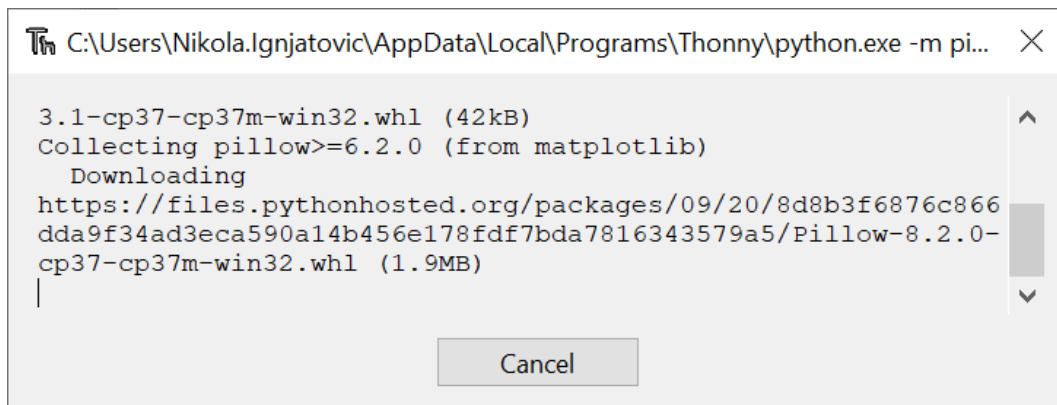 Th C:\Users\Nikola.Ignjatovic\AppData\Local\Programs\Thonny\python.exe -m pi...
3.1-cp37-cp37m-win32.whl (42kB)
Collecting pillow>=6.2.0 (from matplotlib)
  Downloading
https://files.pythonhosted.org/packages/09/20/8d8b3f6876c866
dda9f34ad3eca590a14b456e178fdf7bda7816343579a5/Pillow-8.2.0-
cp37-cp37m-win32.whl (1.9MB)
Cancel